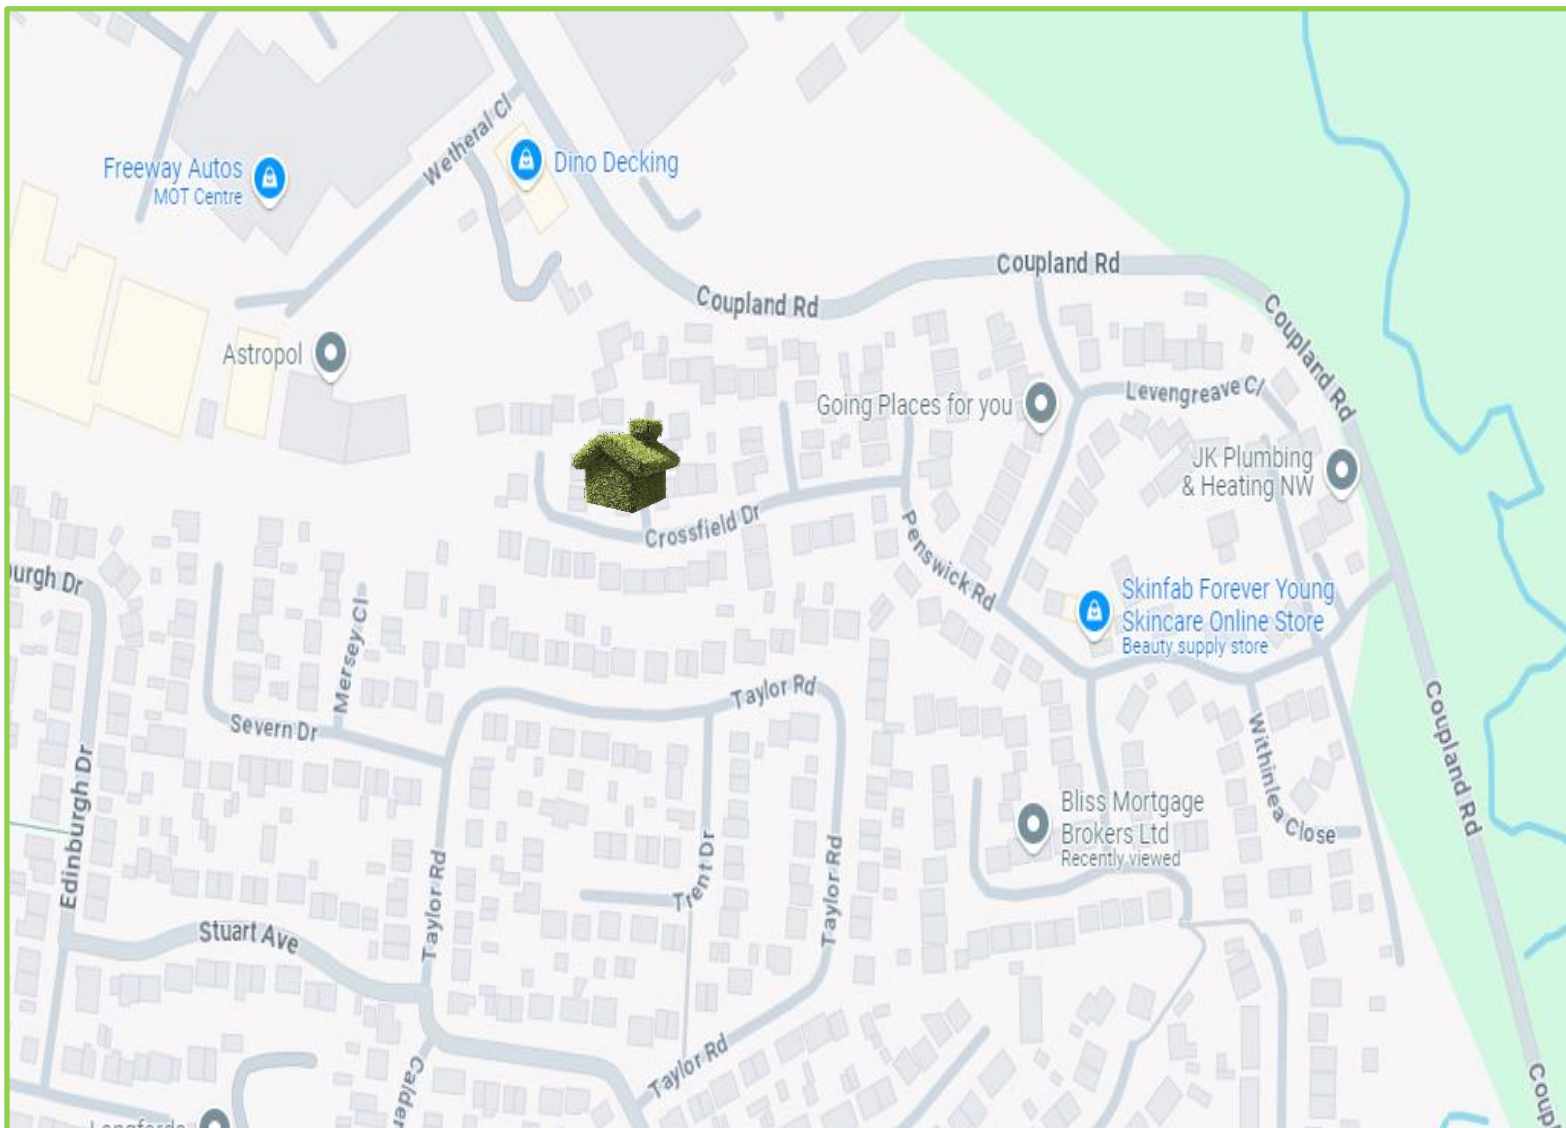 Wetheral Cl
Freeway Autos
MOT Centre
Dino Decking
Coupland Rd
Coupland Rd
Coupland Rd
Astropol
Going Places for you
Levengreave Cl
JK Plumbing
& Heating NW
Crossfield Dr
Penswick Rd
Skinfab Forever Young
Skincare Online Store
Beauty supply store
urgh Dr
Mersey Cl
Severn Dr
Taylor Rd
Coupland Rd
Withinlea Close
Edinburgh Dr
Bliss Mortgage
Brokers Ltd
Recently viewed
Trent Dr
Taylor Rd
Taylor Rd
Stuart Ave
Taylor Rd
Calder
Coupl